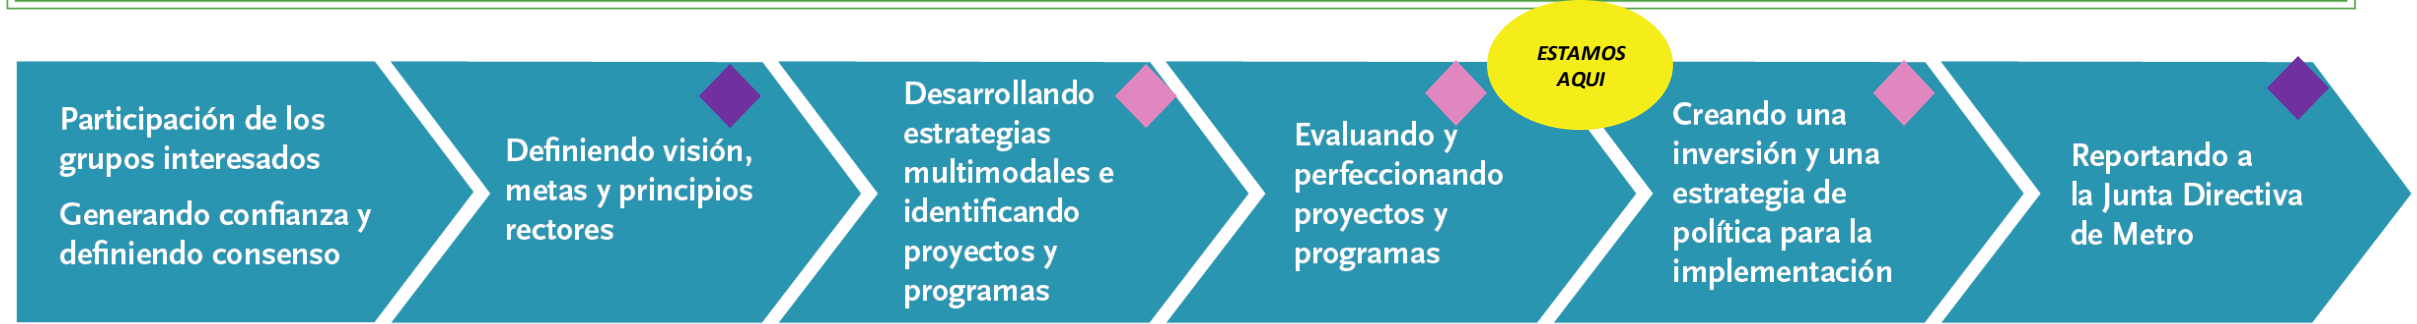 Participación de los
grupos interesados
Generando confianza y
definiendo consenso
Definiendo visión,
metas y principios
rectores
Desarrollando
estrategias
multimodales e
identificando
proyectos y
programas
Evaluando y
perfeccionando
proyectos y
programas
ESTAMOS
AQUI
Creando una
inversión y una
estrategia de
política para la
implementación
Reportando a
la Junta Directiva
de Metro